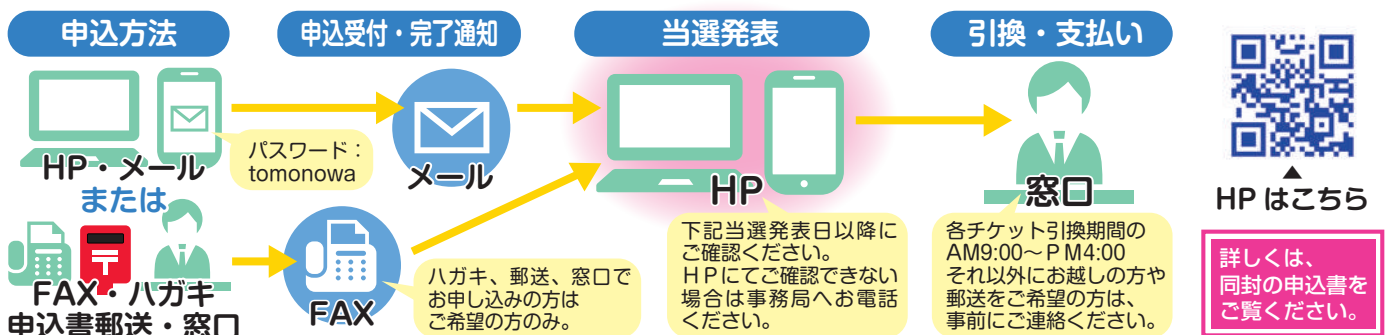 申込方法
申込受付・完了通知
当選発表
引換・支払い
HP・メール
または
FAX・ハガキ
申込書郵送・窓口
パスワード：
tomonowa
メール
FAX
ハガキ、郵送、窓口で
お申し込みの方は
ご希望の方のみ。
HP
下記当選発表日以降に
ご確認ください。
ＨＰにてご確認できない
場合は事務局へお電話
ください。
窓口
各チケット引換期間の
AM9:00〜ＰＭ4:00
それ以外にお越しの方や
郵送をご希望の方は、
事前にご連絡ください。
▲
HP はこちら
詳しくは、
同封の申込書を
ご覧ください。